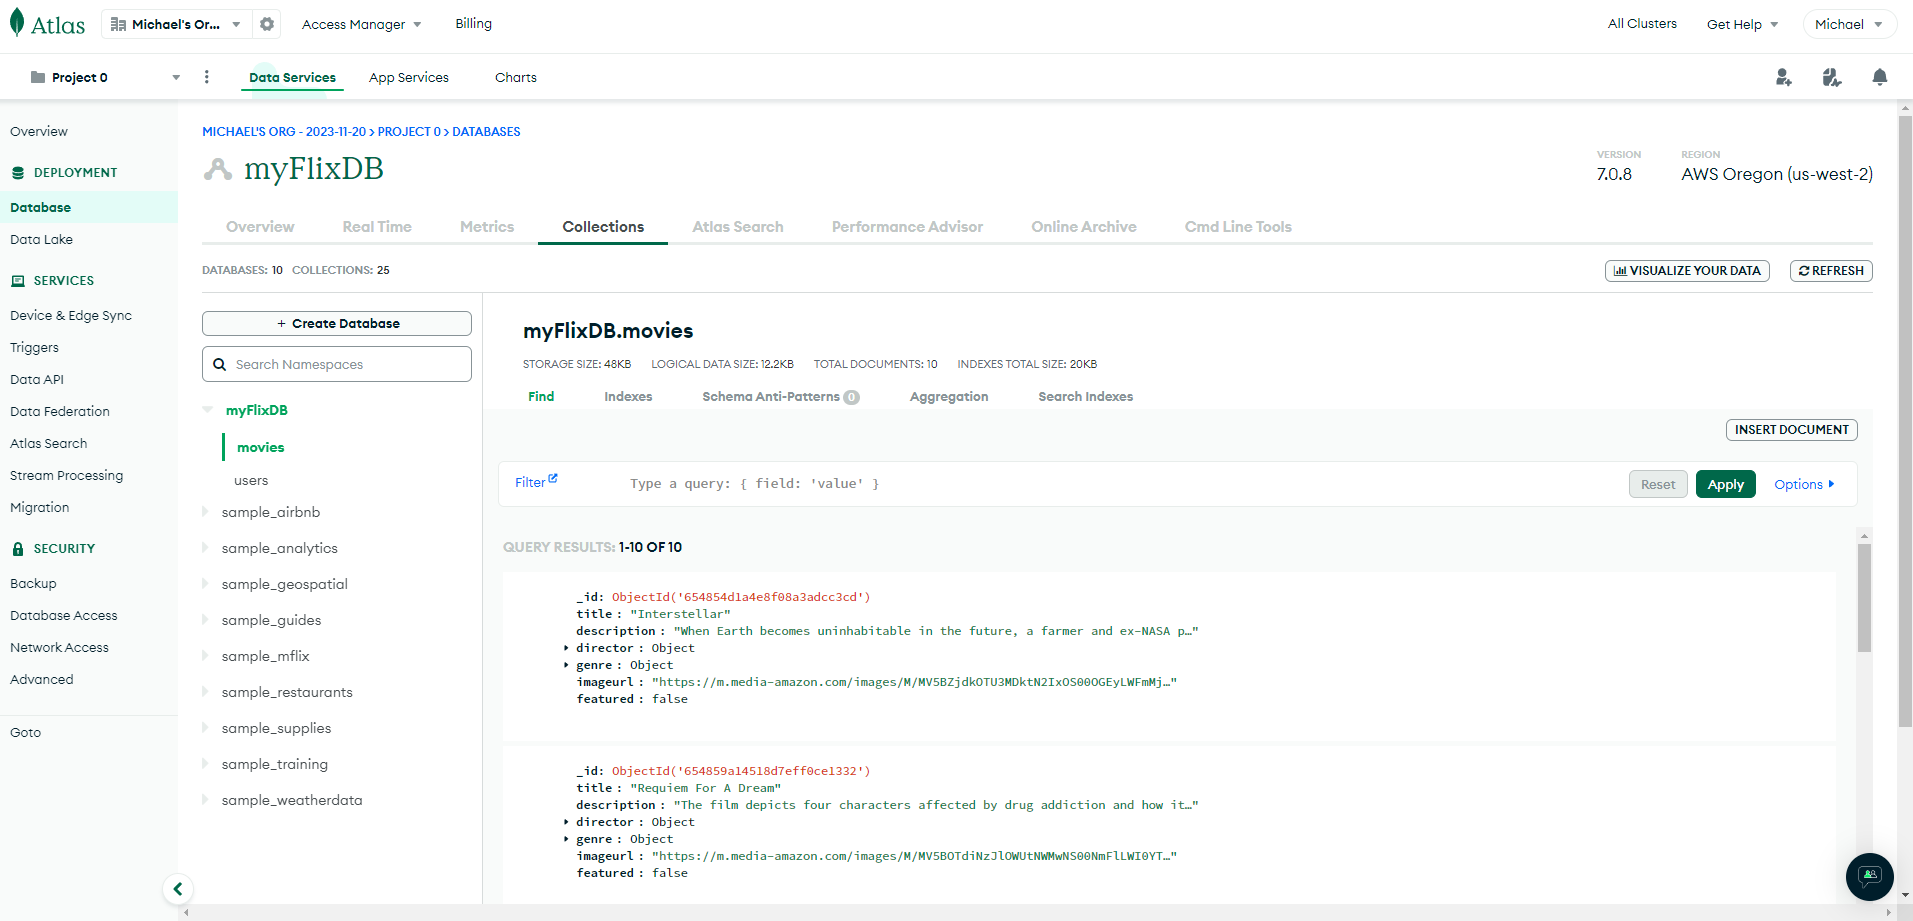 Atlas
Michael's Or...
Access Manager
Billing
All Clusters
Get Help
Michael
Project 0
Data Services
App Services
Charts
Overview
DEPLOYMENT
Database
Data Lake
SERVICES
Device & Edge Sync
Triggers
Data API
Data Federation
Atlas Search
Stream Processing
Migration
SECURITY
Backup
Database Access
Network Access
Advanced
Goto
MICHAEL'S ORG - 2023-11-20 > PROJECT 0 > DATABASES
myFlixDB
VERSION
7.0.8
REGION
AWS Oregon (us-west-2)
Overview
Real Time
Metrics
Collections
Atlas Search
Performance Advisor
Online Archive
Cmd Line Tools
DATABASES: 10 COLLECTIONS: 25
VISUALIZE YOUR DATA
REFRESH
+ Create Database
Search Namespaces
myFlixDB
movies
users
sample_airbnb
sample_analytics
sample_geospatial
sample_guides
sample_mflix
sample_restaurants
sample_supplies
sample_training
sample_weatherdata
myFlixDB.movies
STORAGE SIZE: 48KB LOGICAL DATA SIZE: 12.2KB TOTAL DOCUMENTS: 10 INDEXES TOTAL SIZE: 20KB
Find
Indexes
Schema Anti-Patterns 0
Aggregation
Search Indexes
INSERT DOCUMENT
Filter
Type a query: { field: 'value' }
Reset
Apply
Options
QUERY RESULTS: 1-10 OF 10
_id: ObjectId('654854d1a4e8f08a3adcc3cd')
title : "Interstellar"
description : "When Earth becomes uninhabitable in the future, a farmer and ex-NASA p…"
director : Object
genre : Object
imageurl : "https://m.media-amazon.com/images/M/MV5BZjdkOTU3MDktN2IxOS00OGEyLWFmMj…"
featured : false
_id: ObjectId('654859a14518d7eff0ce1332')
title : "Requiem For A Dream"
description : "The film depicts four characters affected by drug addiction and how it…"
director : Object
genre : Object
imageurl : "https://m.media-amazon.com/images/M/MV5BOTdiNzJlOWUtNWMwNS00NmFlLWI0YT…"
featured : false